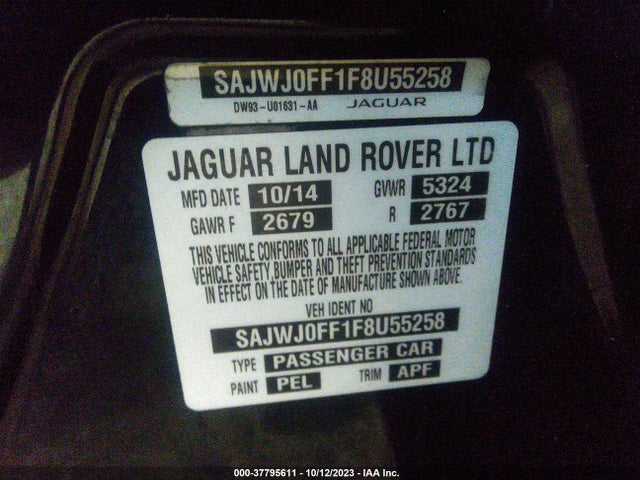 SAJWJ0FF1F8U55258
DW93-U01631-AA JAGUAR
JAGUAR LAND ROVER LTD
MFD DATE 10/14 GVWR 5324
GAWR F 2679 R 2767
THIS VEHICLE CONFORMS TO ALL APPLICABLE FEDERAL MOTOR
VEHICLE SAFETY, BUMPER AND THEFT PREVENTION STANDARDS
IN EFFECT ON THE DATE OF MANUFACTURE SHOWN ABOVE.
VEH IDENT NO
SAJWJ0FF1F8U55258
TYPE PASSENGER CAR
PAINT PEL TRIM APF
000-37795611 - 10/12/2023 - IAA Inc.